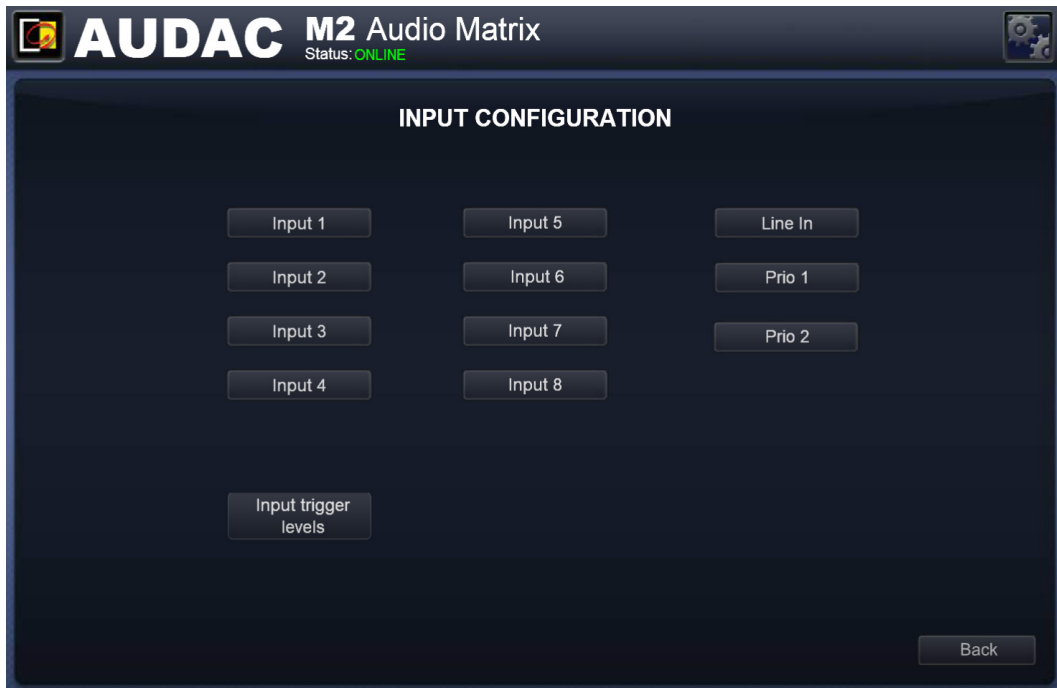 AUDAC M2 Audio Matrix
Status: ONLINE
INPUT CONFIGURATION
Input 1
Input 2
Input 3
Input 4
Input 5
Input 6
Input 7
Input 8
Line In
Prio 1
Prio 2
Input trigger
levels
Back